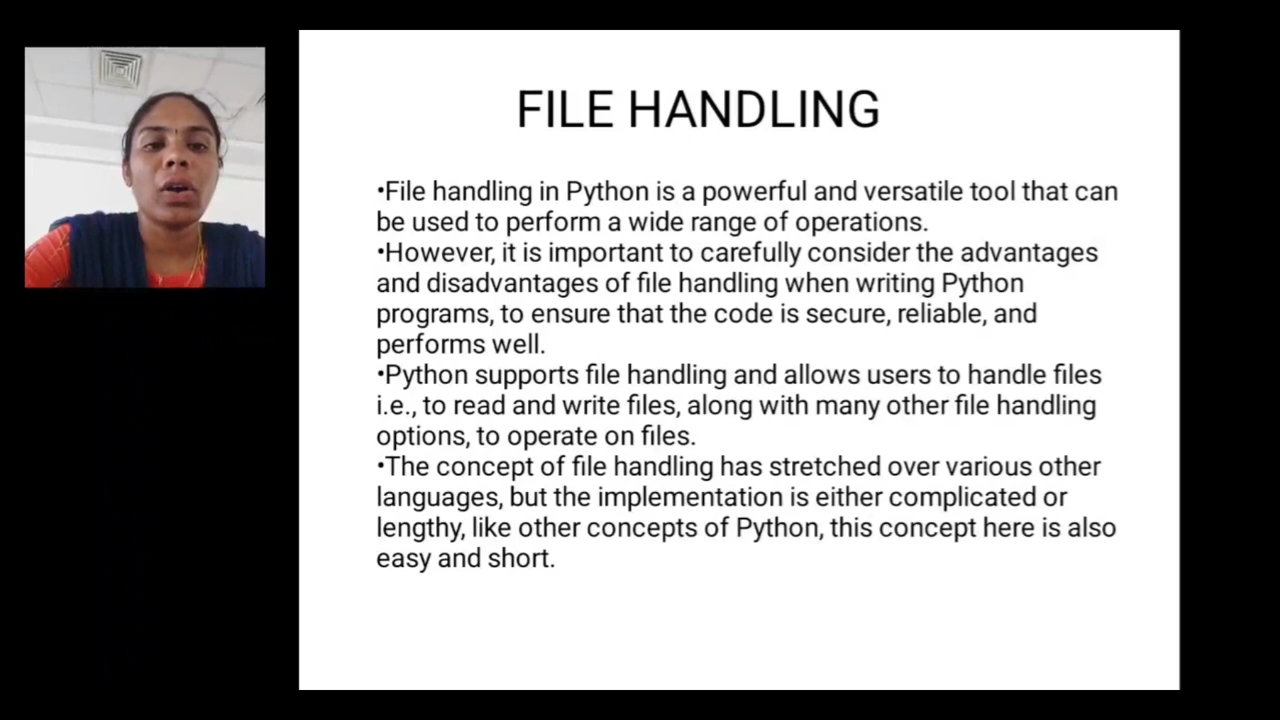 FILE HANDLING
•File handling in Python is a powerful and versatile tool that can
be used to perform a wide range of operations.
•However, it is important to carefully consider the advantages
and disadvantages of file handling when writing Python
programs, to ensure that the code is secure, reliable, and
performs well.
•Python supports file handling and allows users to handle files
i.e., to read and write files, along with many other file handling
options, to operate on files.
•The concept of file handling has stretched over various other
languages, but the implementation is either complicated or
lengthy, like other concepts of Python, this concept here is also
easy and short.